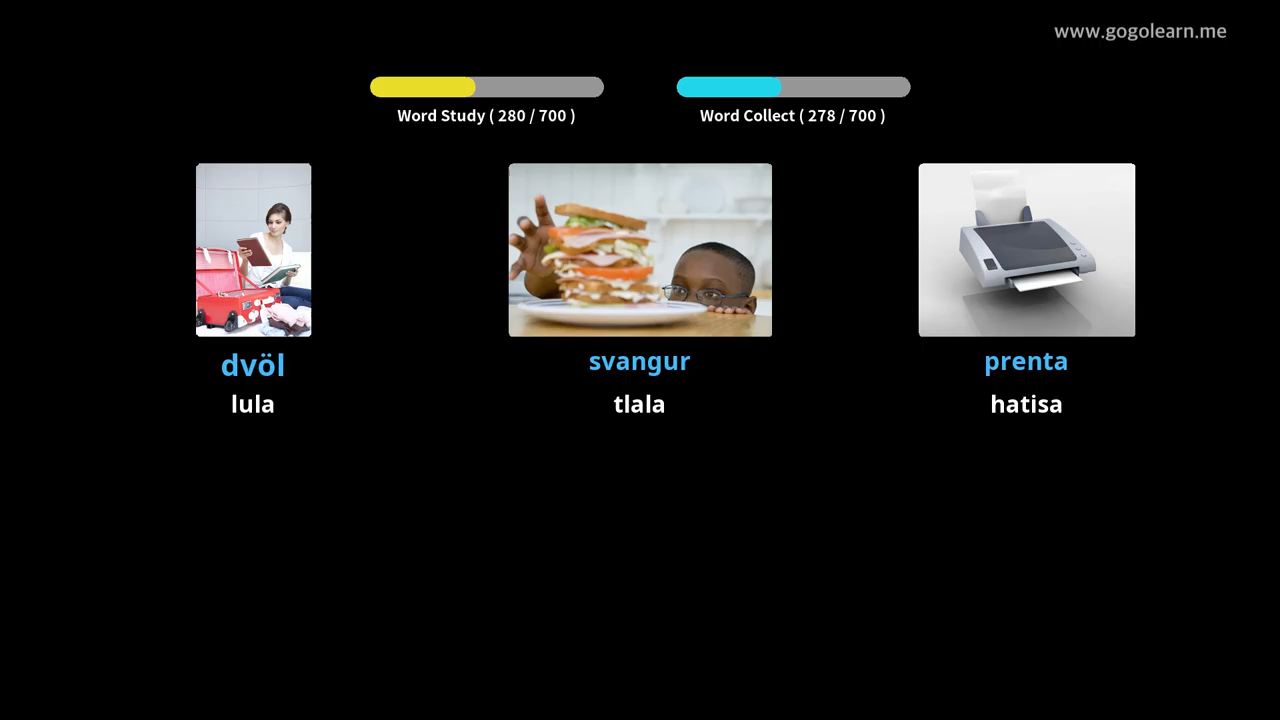 www.gogolearn.me
Word Study ( 280 / 700 )
Word Collect ( 278 / 700 )
dvöl
lula
svangur
tlala
prenta
hatisa